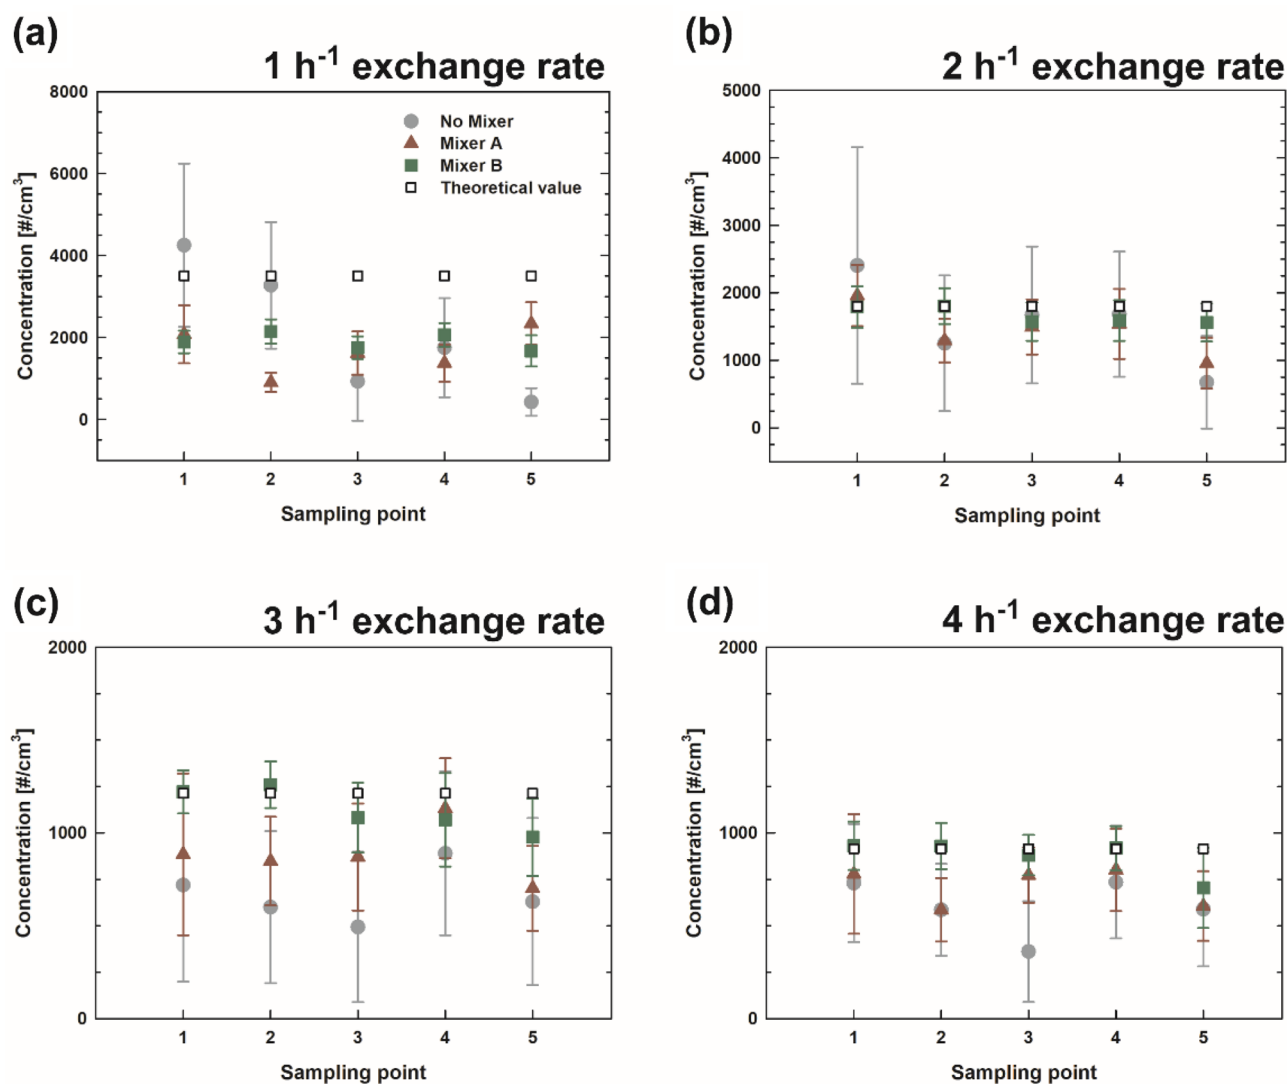 (a)
1 h-1 exchange rate
8000
6000
4000
2000
0
Concentration [#/cm3]
No Mixer
Mixer A
Mixer B
Theoretical value
1 2 3 4 5
Sampling point
(b)
2 h-1 exchange rate
5000
4000
3000
2000
1000
0
Concentration [#/cm3]
1 2 3 4 5
Sampling point
(c)
3 h-1 exchange rate
2000
1000
0
Concentration [#/cm3]
1 2 3 4 5
Sampling point
(d)
4 h-1 exchange rate
2000
1000
0
Concentration [#/cm3]
1 2 3 4 5
Sampling point